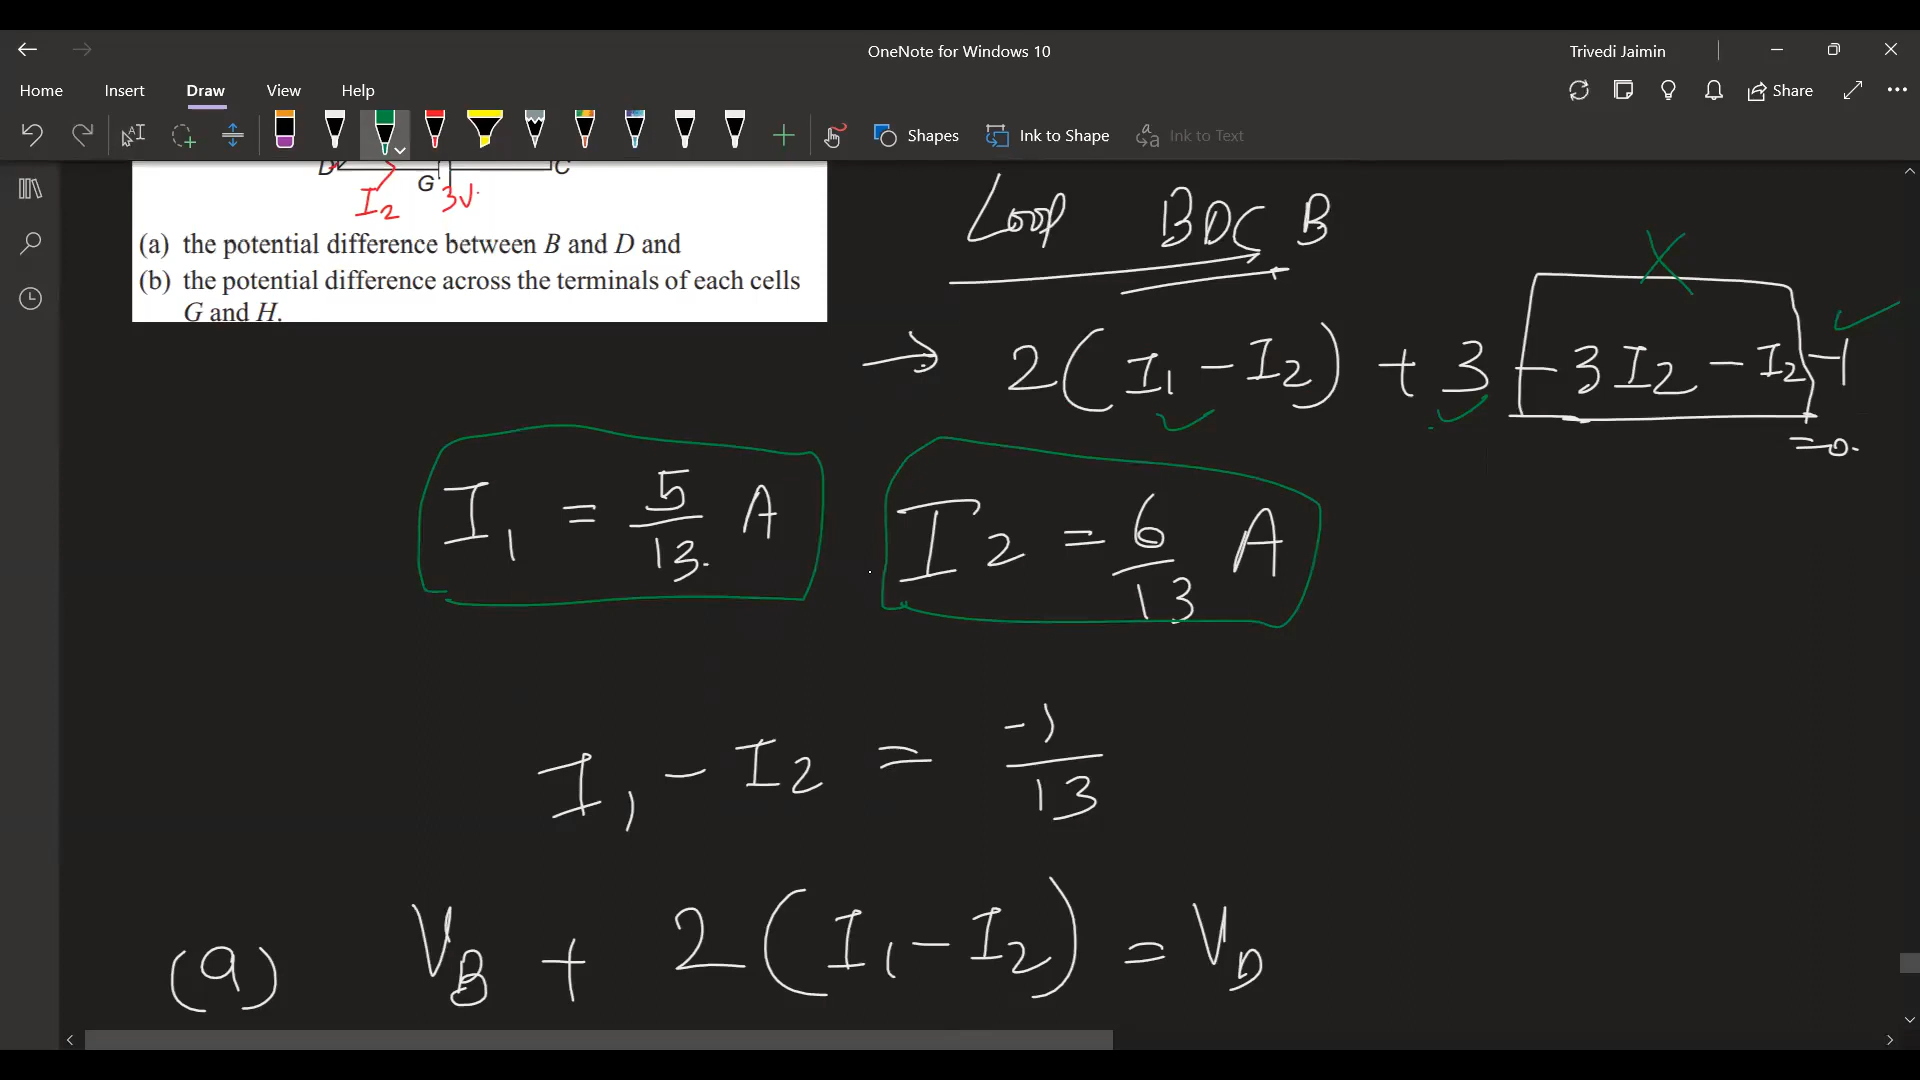 OneNote for Windows 10
Trivedi Jaimin
Home Insert Draw View Help
Share
Shapes Ink to Shape Ink to Text
D G C
I2 3V.
(a) the potential difference between B and D and
(b) the potential difference across the terminals of each cells
G and H.
Loop BDC B
→ 2(I1 - I2) + 3 - 3I2 - I2 - 1
=0.
I1 = 5/13. A I2 = 6/13 A
I1 - I2 = -1/13
(a) VB + 2(I1 - I2) = VD